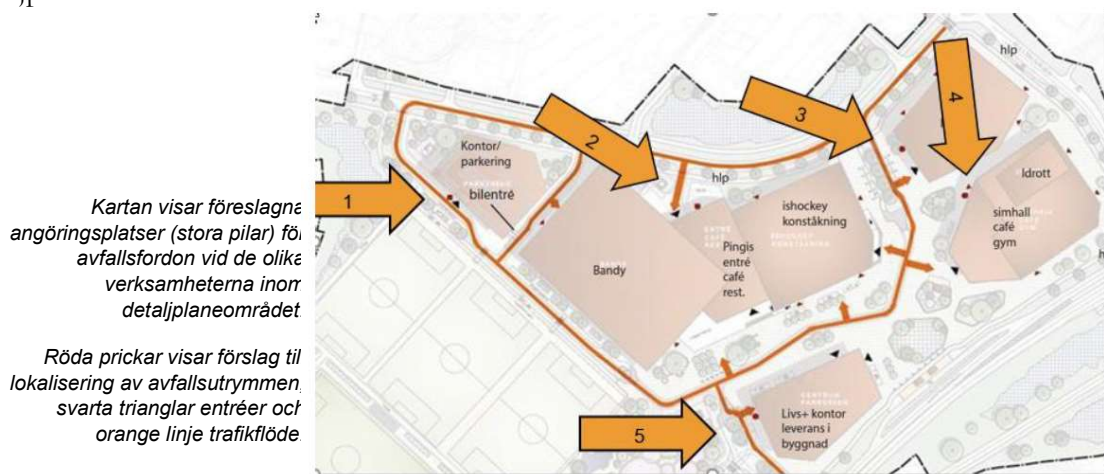 Kartan visar föreslagna
angöringsplatser (stora pilar) för
avfallsfordon vid de olika
verksamheterna inom
detaljplaneområdet.
Röda prickar visar förslag til
lokalisering av avfallsutrymmen,
svarta trianglar entréer och
orange linje trafikflöde.
1
2
3
4
5
hlp
Kontor/
parkering
bilentré
hlp
Bandy
Pingis
entré
café
rest.
ishockey
konståkning
Idrott
simhall
café
gym
Livs+ kontor
leverans i
byggnad